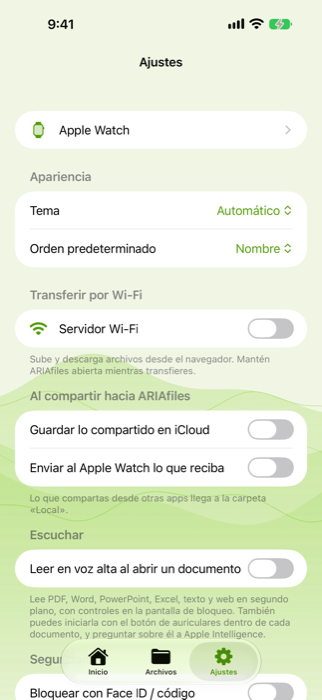 9:41
Ajustes
Apple Watch
Apariencia
Tema
Automático
Orden predeterminado
Nombre
Transferir por Wi-Fi
Servidor Wi-Fi
Sube y descarga archivos desde el navegador. Mantén
ARIAfiles abierta mientras transfieres.
Al compartir hacia ARIAfiles
Guardar lo compartido en iCloud
Enviar al Apple Watch lo que reciba
Lo que compartas desde otras apps llega a la carpeta
«Local».
Escuchar
Leer en voz alta al abrir un documento
Lee PDF, Word, PowerPoint, Excel, texto y web en segundo
plano, con controles en la pantalla de bloqueo. También
puedes iniciarla con el botón de auriculares dentro de cada
documento, y preguntar sobre él a Apple Intelligence.
Inicio
Archivos
Ajustes
Bloquear con Face ID / código